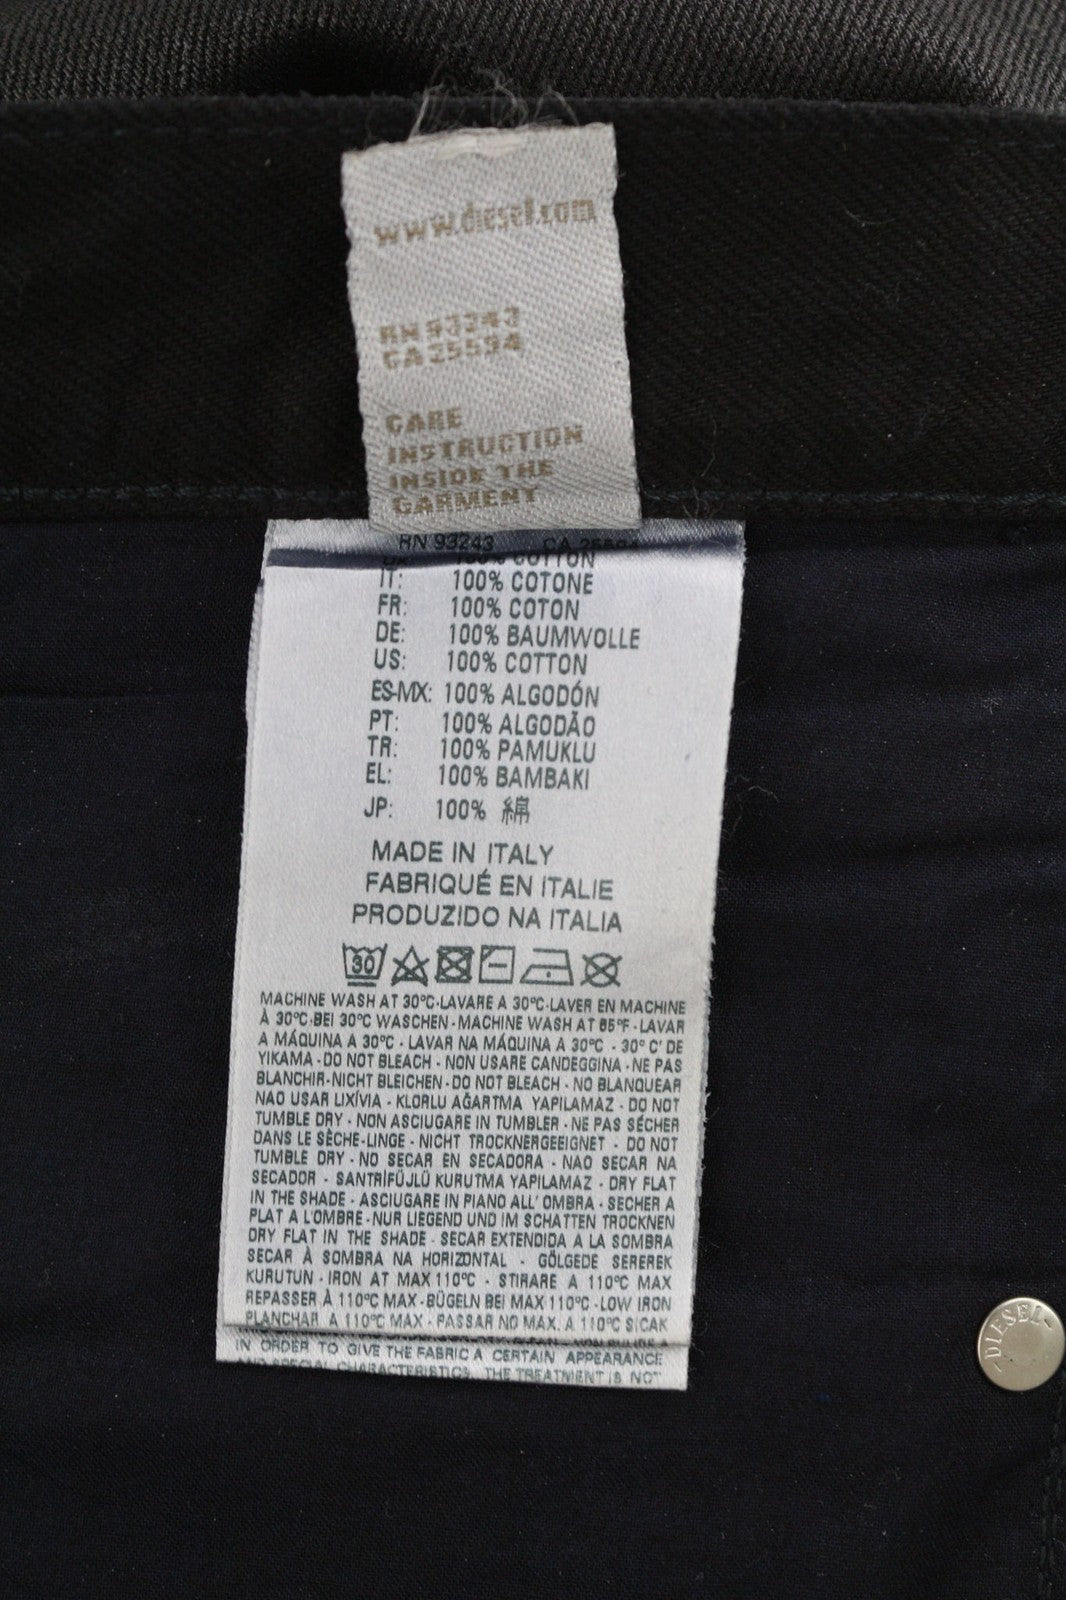 www.diesel.com
RN 93243
CA 25594
CARE
INSTRUCTION
INSIDE THE
GARMENT
RN 93243 CA 25594
100% COTTON
IT: 100% COTONE
FR: 100% COTON
DE: 100% BAUMWOLLE
US: 100% COTTON
ES-MX: 100% ALGODÓN
PT: 100% ALGODÃO
TR: 100% PAMUKLU
EL: 100% BAMBAKI
JP: 100% 綿
MADE IN ITALY
FABRIQUÉ EN ITALIE
PRODUZIDO NA ITALIA
30
MACHINE WASH AT 30°C-LAVARE A 30°C-LAVER EN MACHINE
À 30°C-BEI 30°C WASCHEN - MACHINE WASH AT 85°F - LAVAR
A MÁQUINA A 30°C - LAVAR NA MÁQUINA A 30°C - 30° C' DE
YIKAMA - DO NOT BLEACH - NON USARE CANDEGGINA - NE PAS
BLANCHIR-NICHT BLEICHEN - DO NOT BLEACH - NO BLANQUEAR
NAO USAR LIXÍVIA - KLORLU AĞARTMA YAPILAMAZ - DO NOT
TUMBLE DRY - NON ASCIUGARE IN TUMBLER - NE PAS SÉCHER
DANS LE SÈCHE-LINGE - NICHT TROCKNERGEEIGNET - DO NOT
TUMBLE DRY - NO SECAR EN SECADORA - NAO SECAR NA
SECADOR - SANTRİFÜJLÜ KURUTMA YAPILAMAZ - DRY FLAT
IN THE SHADE - ASCIUGARE IN PIANO ALL' OMBRA - SECHER A
PLAT A L'OMBRE - NUR LIEGEND UND IM SCHATTEN TROCKNEN
DRY FLAT IN THE SHADE - SECAR EXTENDIDA A LA SOMBRA
SECAR À SOMBRA NA HORIZONTAL - GÖLGEDE SEREREK
KURUTUN - IRON AT MAX 110°C - STIRARE A 110°C MAX
REPASSER À 110°C MAX - BÜGELN BEI MAX 110°C - LOW IRON
PLANCHAR A 110°C MAX - PASSAR NO MAX. A 110°C SICAK
IN ORDER TO GIVE THE FABRIC A CERTAIN APPEARANCE
AND SPECIAL CHARACTERISTICS, THE TREATMENT IS NOT
-DIESEL-